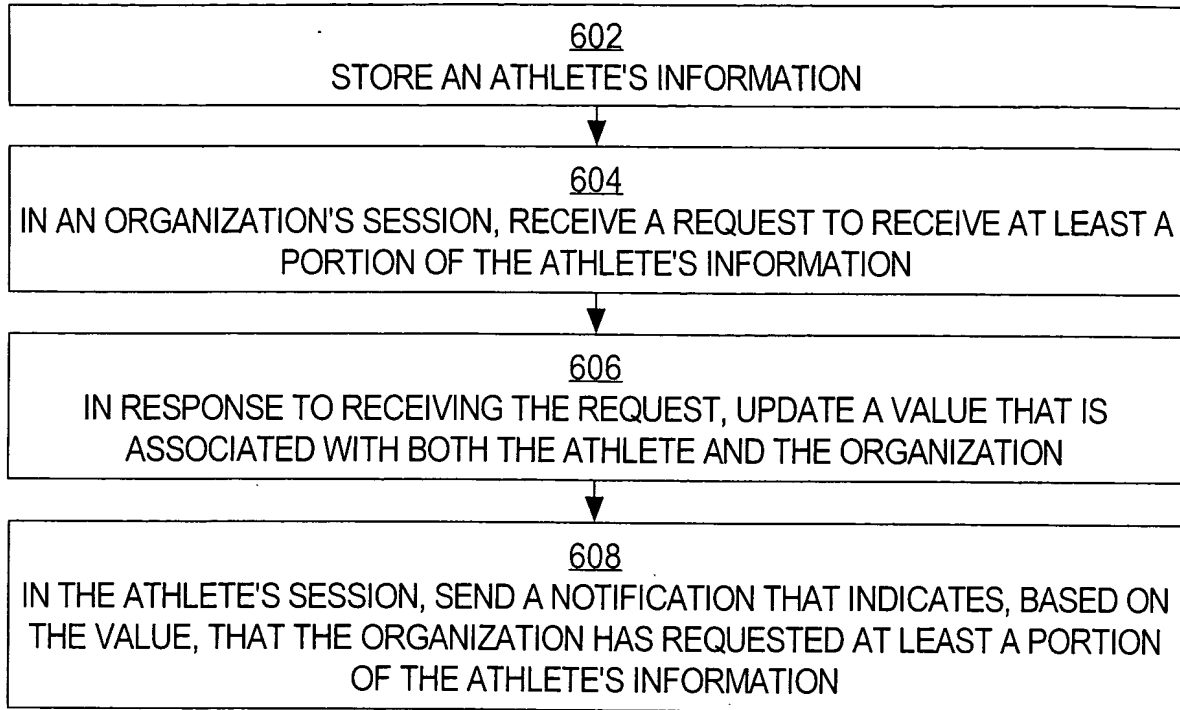 602
STORE AN ATHLETE'S INFORMATION
604
IN AN ORGANIZATION'S SESSION, RECEIVE A REQUEST TO RECEIVE AT LEAST A
PORTION OF THE ATHLETE'S INFORMATION
606
IN RESPONSE TO RECEIVING THE REQUEST, UPDATE A VALUE THAT IS
ASSOCIATED WITH BOTH THE ATHLETE AND THE ORGANIZATION
608
IN THE ATHLETE'S SESSION, SEND A NOTIFICATION THAT INDICATES, BASED ON
THE VALUE, THAT THE ORGANIZATION HAS REQUESTED AT LEAST A PORTION
OF THE ATHLETE'S INFORMATION